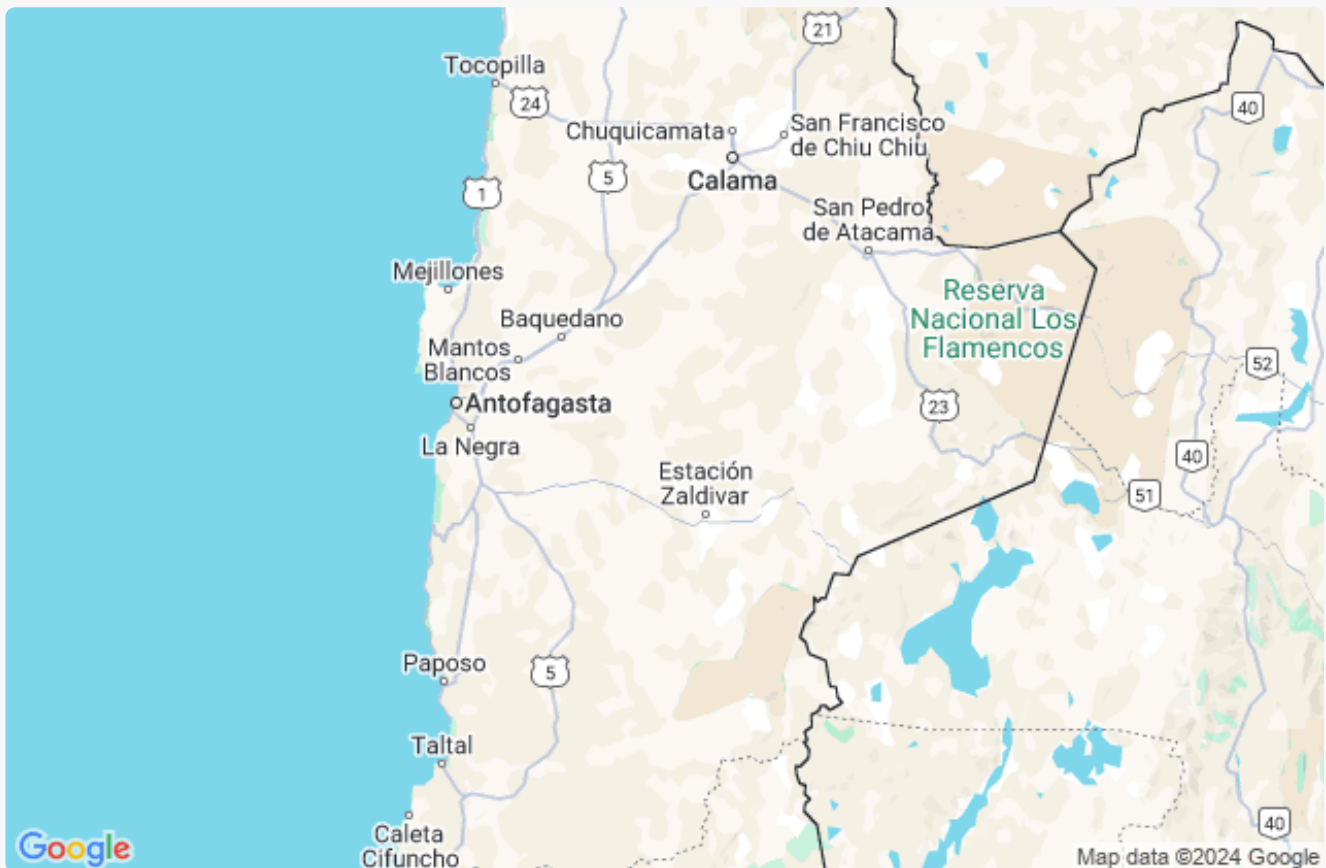 21
Tocopilla
24
40
Chuquicamata
San Francisco
de Chiu Chiu
5
Calama
1
San Pedro
de Atacama
Mejillones
Reserva
Nacional Los
Flamencos
Baquedano
Mantos
Blancos
52
Antofagasta
23
La Negra
40
Estación
Zaldivar
51
Paposo
5
Taltal
Caleta
Cifuncho
40
Google
Map data ©2024 Google